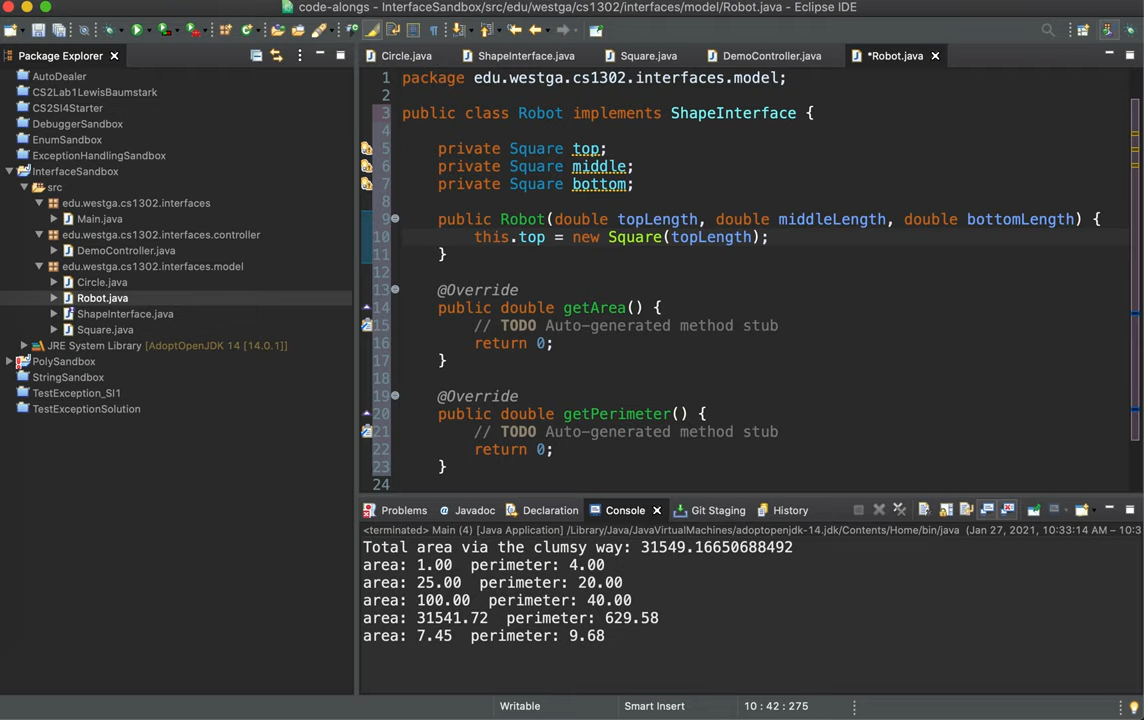 code-alongs - InterfaceSandbox/src/edu/westga/cs1302/interfaces/model/Robot.java - Eclipse IDE
Package Explorer
Circle.java
ShapeInterface.java
Square.java
DemoController.java
*Robot.java
AutoDealer
CS2Lab1LewisBaumstark
CS2SI4Starter
DebuggerSandbox
EnumSandbox
ExceptionHandlingSandbox
InterfaceSandbox
src
edu.westga.cs1302.interfaces
Main.java
edu.westga.cs1302.interfaces.controller
DemoController.java
edu.westga.cs1302.interfaces.model
Circle.java
Robot.java
ShapeInterface.java
Square.java
JRE System Library [AdoptOpenJDK 14 [14.0.1]]
PolySandbox
StringSandbox
TestException_SI1
TestExceptionSolution
1 package edu.westga.cs1302.interfaces.model;
2
3 public class Robot implements ShapeInterface {
4
5 private Square top;
6 private Square middle;
7 private Square bottom;
8
9 public Robot(double topLength, double middleLength, double bottomLength) {
10 this.top = new Square(topLength);
11 }
12
13 @Override
14 public double getArea() {
15 // TODO Auto-generated method stub
16 return 0;
17 }
18
19 @Override
20 public double getPerimeter() {
21 // TODO Auto-generated method stub
22 return 0;
23 }
24
Problems
Javadoc
Declaration
Console
Git Staging
History
<terminated> Main (4) [Java Application] /Library/Java/JavaVirtualMachines/adoptopenjdk-14.jdk/Contents/Home/bin/java (Jan 27, 2021, 10:33:14 AM – 10:3
Total area via the clumsy way: 31549.16650688492
area: 1.00 perimeter: 4.00
area: 25.00 perimeter: 20.00
area: 100.00 perimeter: 40.00
area: 31541.72 perimeter: 629.58
area: 7.45 perimeter: 9.68
Writable
Smart Insert
10 : 42 : 275